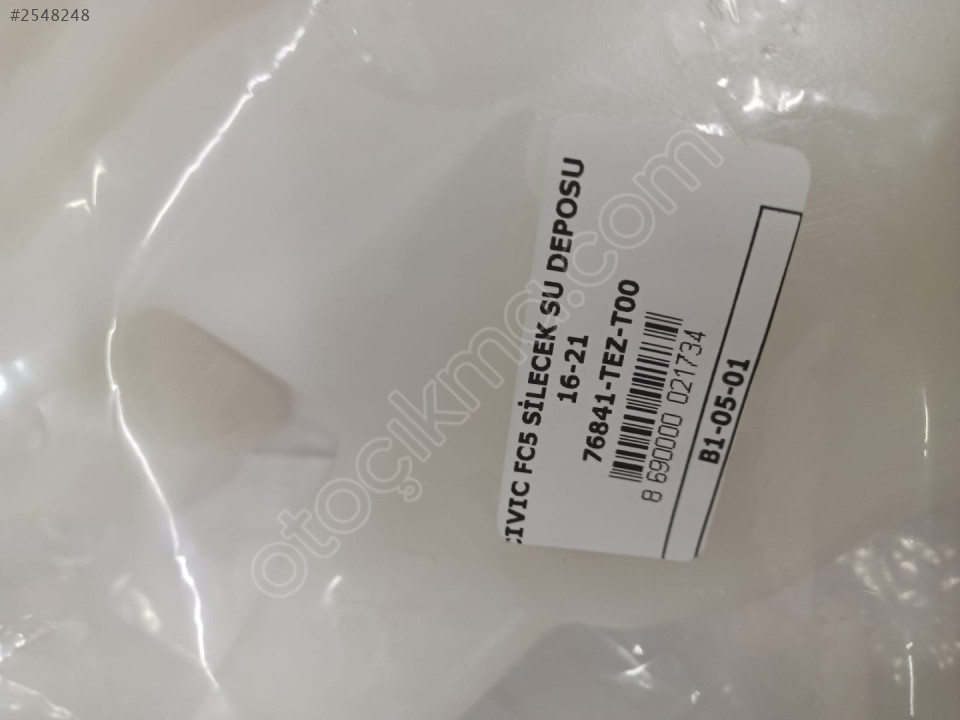 #2548248
CIVIC FC5 SİLECEK SU DEPOSU
16-21
76841-TEZ-T00
8 690000 021734
B1-05-01
otoçıkma.com